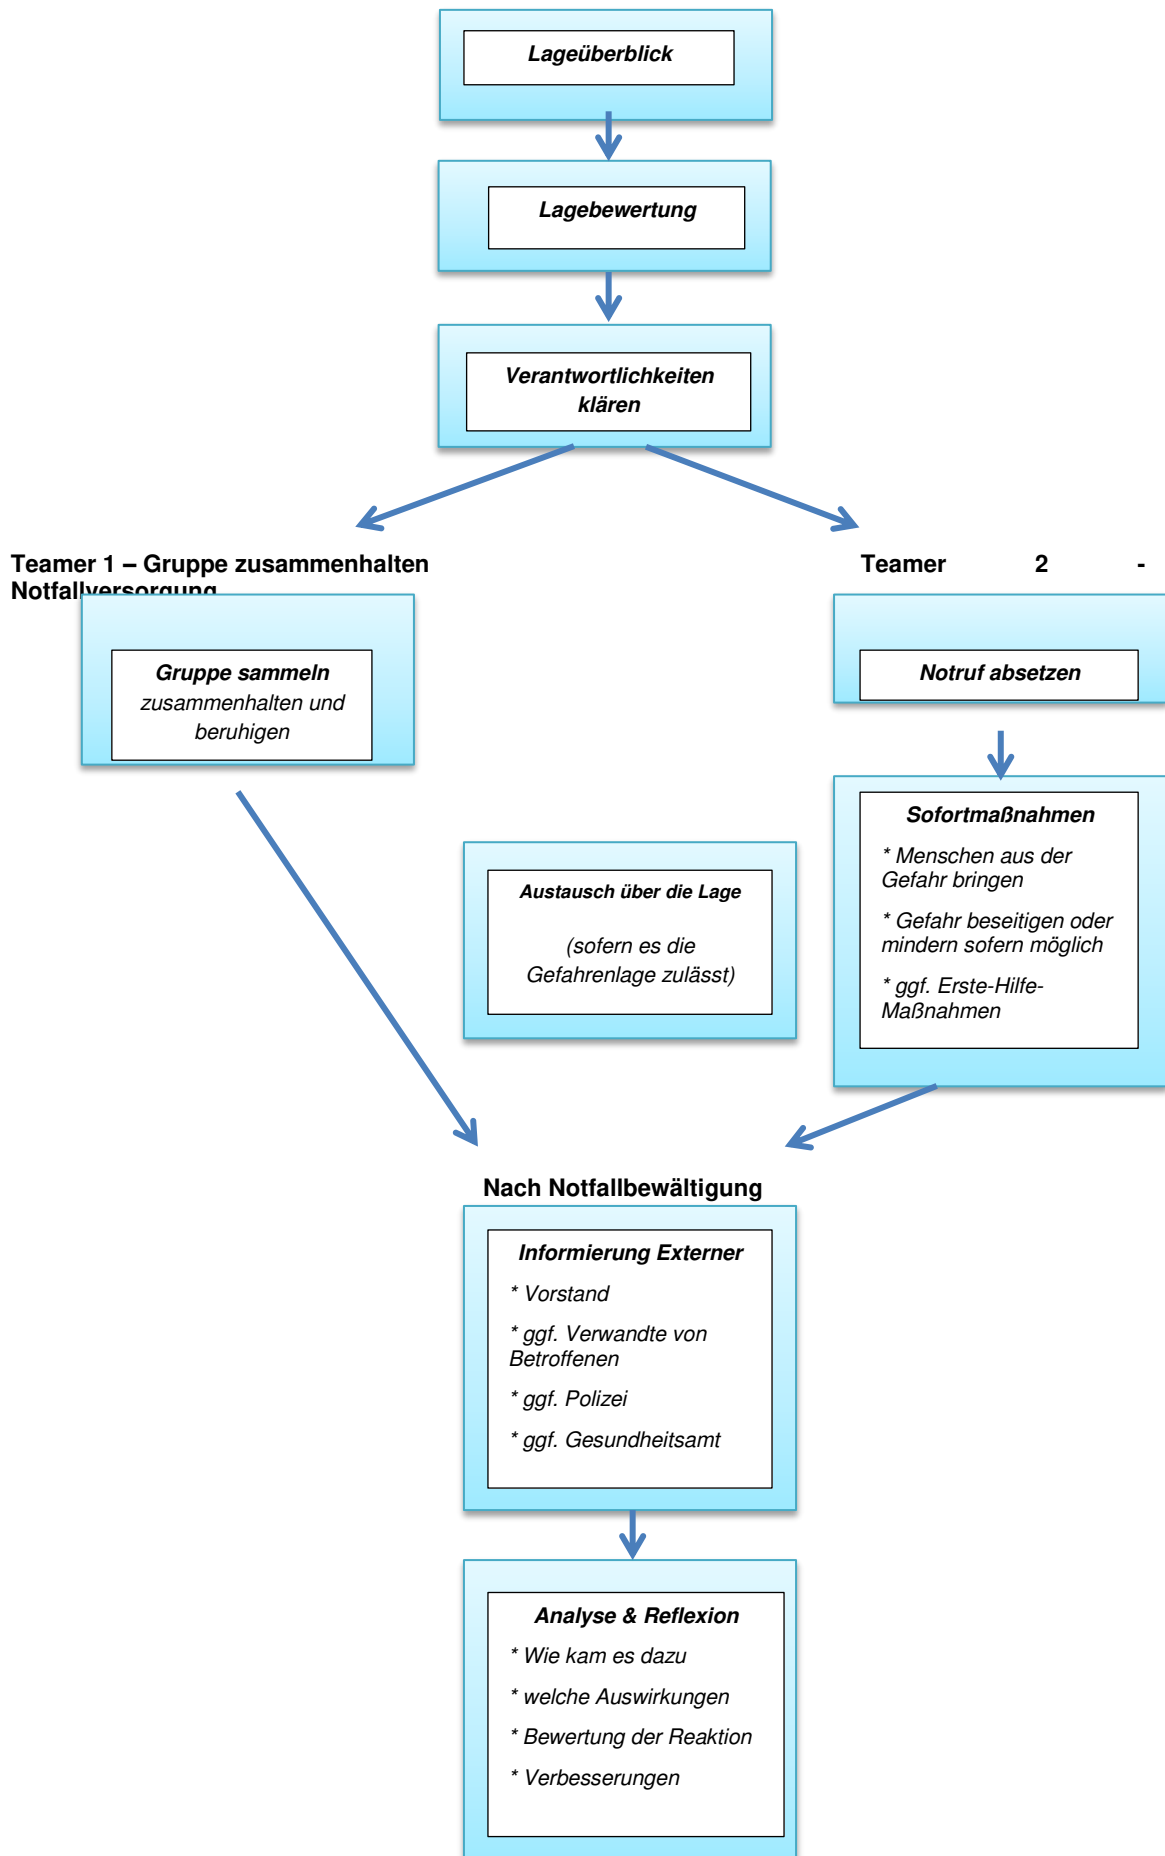 Lageüberblick
Lagebewertung
Verantwortlichkeiten
klären
Teamer 1 – Gruppe zusammenhalten
Teamer 2 -
Notfallversorgung
Gruppe sammeln
zusammenhalten und
beruhigen
Notruf absetzen
Sofortmaßnahmen
* Menschen aus der
Gefahr bringen
* Gefahr beseitigen oder
mindern sofern möglich
* ggf. Erste-Hilfe-
Maßnahmen
Austausch über die Lage
(sofern es die
Gefahrenlage zulässt)
Nach Notfallbewältigung
Informierung Externer
* Vorstand
* ggf. Verwandte von
Betroffenen
* ggf. Polizei
* ggf. Gesundheitsamt
Analyse & Reflexion
* Wie kam es dazu
* welche Auswirkungen
* Bewertung der Reaktion
* Verbesserungen